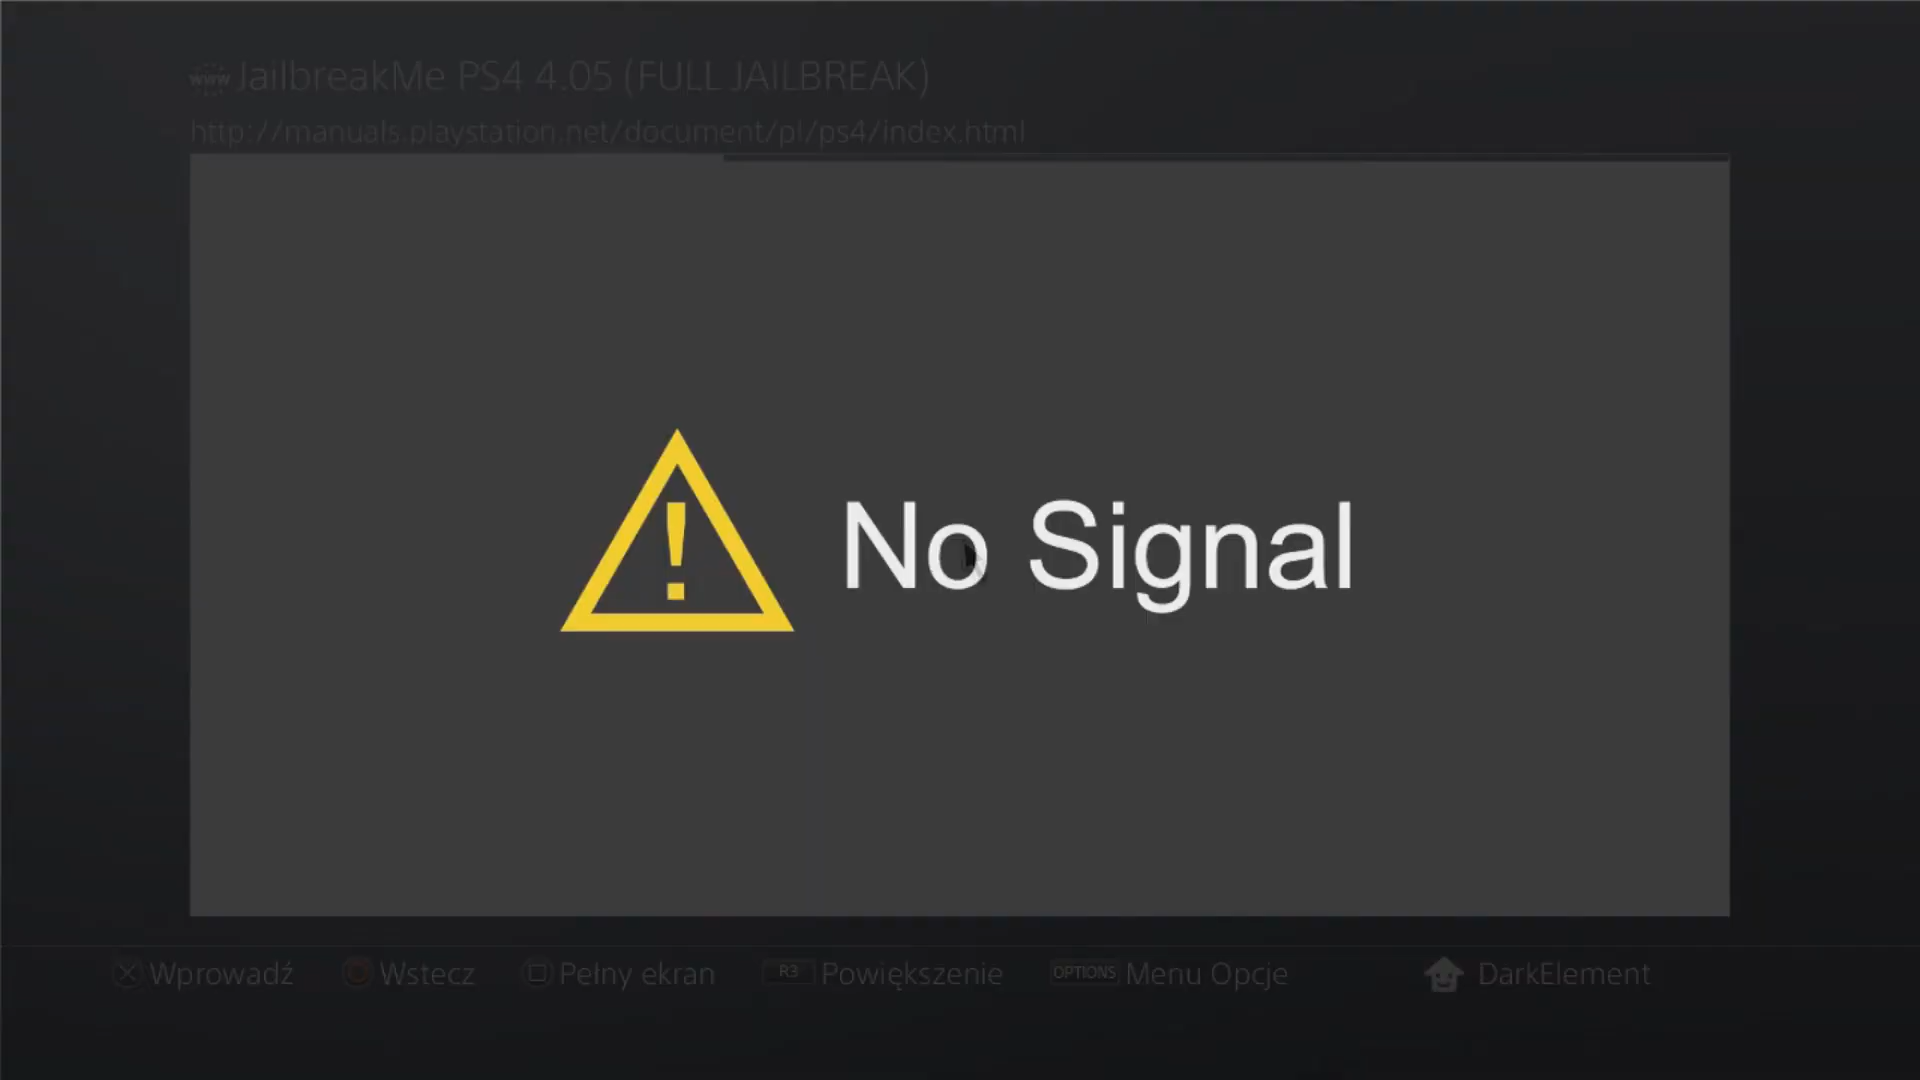 www JailbreakMe PS4 4.05 (FULL JAILBREAK)
http://manuals.playstation.net/document/pl/ps4/index.html
! No Signal
Wprowadź Wstecz Pełny ekran R3 Powiększenie OPTIONS Menu Opcje DarkElement